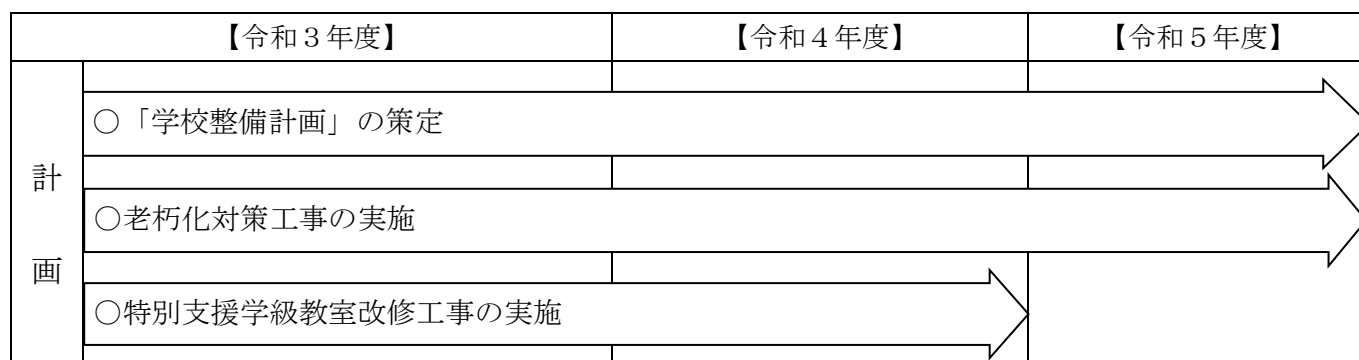 【令和３年度】 【令和４年度】 【令和５年度】
計画
○「学校整備計画」の策定
○老朽化対策工事の実施
○特別支援学級教室改修工事の実施